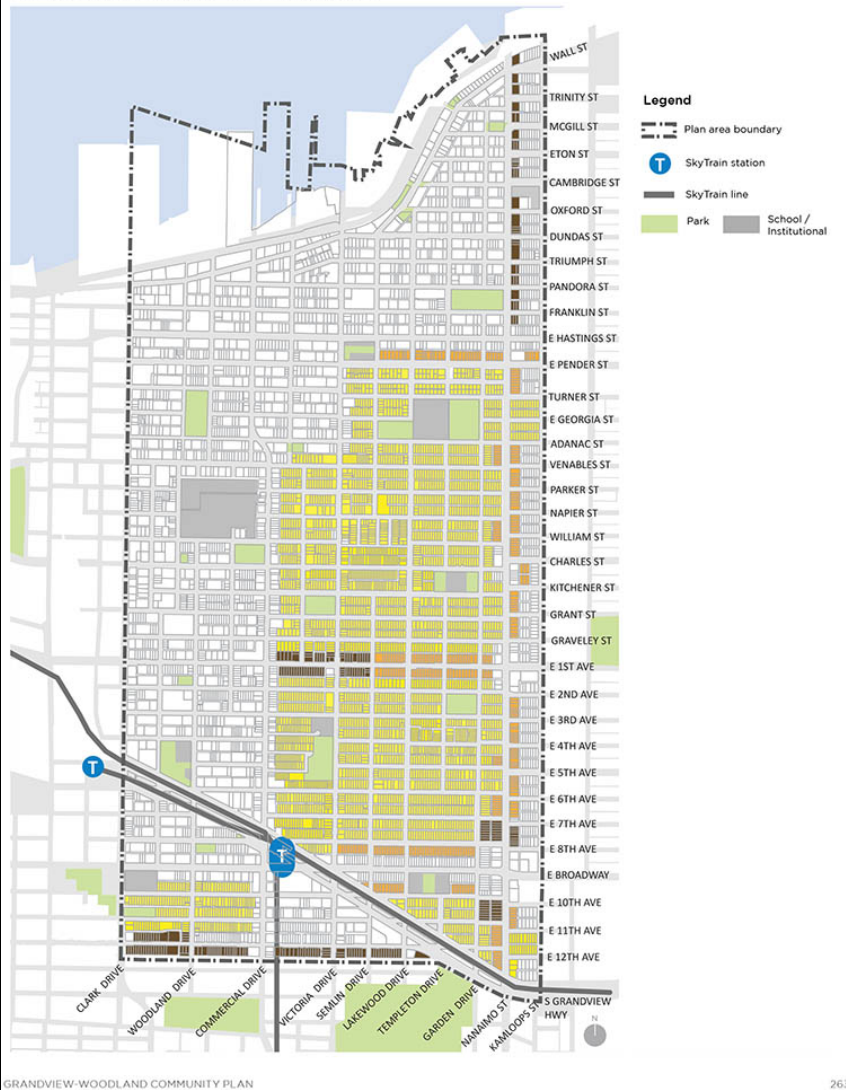 WALL ST
TRINITY ST
MCGILL ST
ETON ST
CAMBRIDGE ST
OXFORD ST
DUNDAS ST
TRIUMPH ST
PANDORA ST
FRANKLIN ST
E HASTINGS ST
E PENDER ST
TURNER ST
E GEORGIA ST
ADANAC ST
VENABLES ST
PARKER ST
NAPIER ST
WILLIAM ST
CHARLES ST
KITCHENER ST
GRANT ST
GRAVELEY ST
E 1ST AVE
E 2ND AVE
E 3RD AVE
E 4TH AVE
E 5TH AVE
E 6TH AVE
E 7TH AVE
E 8TH AVE
E BROADWAY
E 10TH AVE
E 11TH AVE
E 12TH AVE
S GRANDVIEW
HWY
CLARK DRIVE
WOODLAND DRIVE
COMMERCIAL DRIVE
VICTORIA DRIVE
SEMLIN DRIVE
LAKEWOOD DRIVE
TEMPLETON DRIVE
GARDEN DRIVE
NANAIMO ST
KAMLOOPS ST
T
T
N
Legend
Plan area boundary
T
SkyTrain station
SkyTrain line
Park
School /
Institutional
GRANDVIEW-WOODLAND COMMUNITY PLAN
263